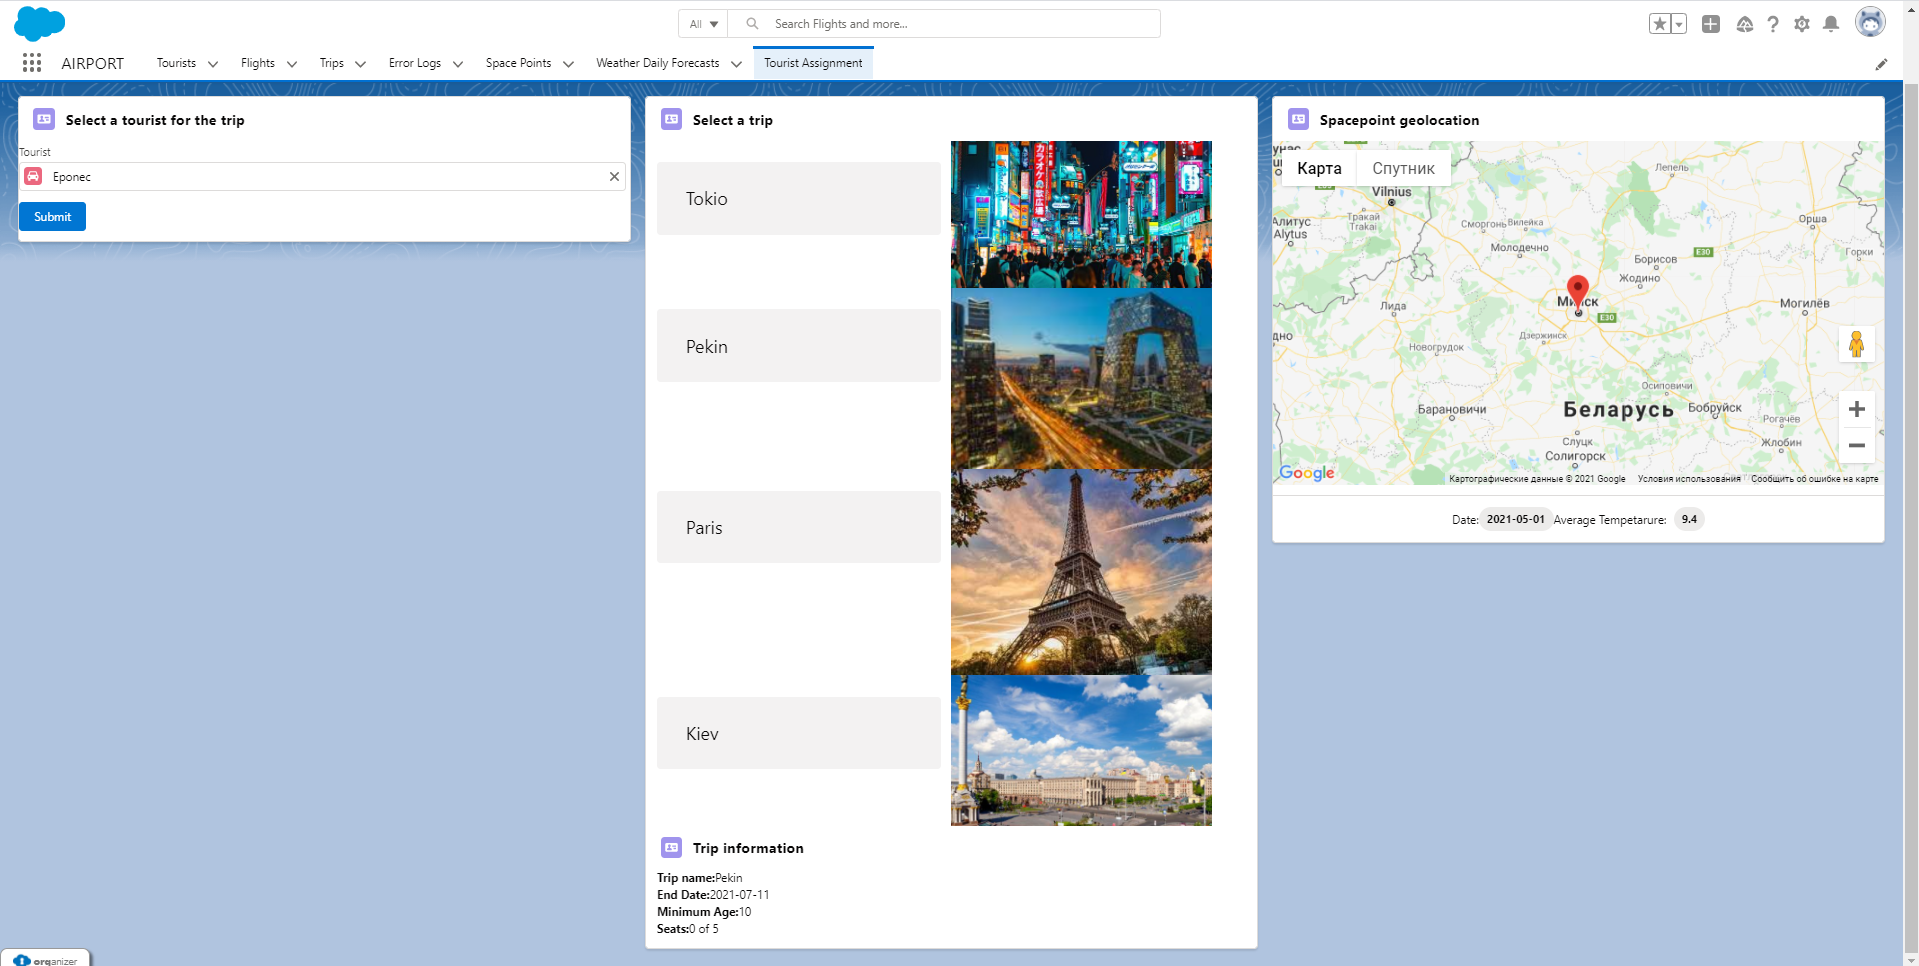 All
Search Flights and more...
AIRPORT
Tourists
Flights
Trips
Error Logs
Space Points
Weather Daily Forecasts
Tourist Assignment
Select a tourist for the trip
Tourist
Eponec
Submit
Select a trip
Tokio
Pekin
Paris
Kiev
Trip information
Trip name:Pekin
End Date:2021-07-11
Minimum Age:10
Seats:0 of 5
Spacepoint geolocation
Карта
Спутник
Vilnius
Лепель
Алитус
Alytus
Тракай
Trakai
Сморгонь
Вилейка
Орша
Молодечно
Горки
Борисов
E30
Жодино
Минск
Лида
E30
Могилёв
Дзержинск
Новогрудок
Осиповичи
Барановичи
Беларусь
Бобруйск
Рогачёв
Слуцк
Жлобин
Солигорск
Google
Картографические данные © 2021 Google
Условия использования
Сообщить об ошибке на карте
Date: 2021-05-01 Average Tempetarure: 9.4
organizer